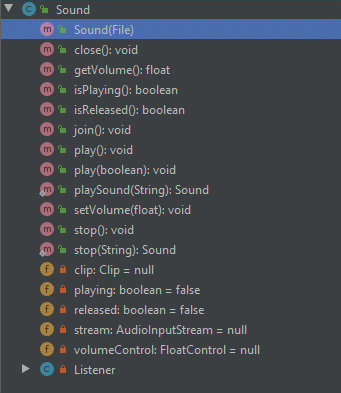 Sound
Sound(File)
close(): void
getVolume(): float
isPlaying(): boolean
isReleased(): boolean
join(): void
play(): void
play(boolean): void
playSound(String): Sound
setVolume(float): void
stop(): void
stop(String): Sound
clip: Clip = null
playing: boolean = false
released: boolean = false
stream: AudioInputStream = null
volumeControl: FloatControl = null
Listener